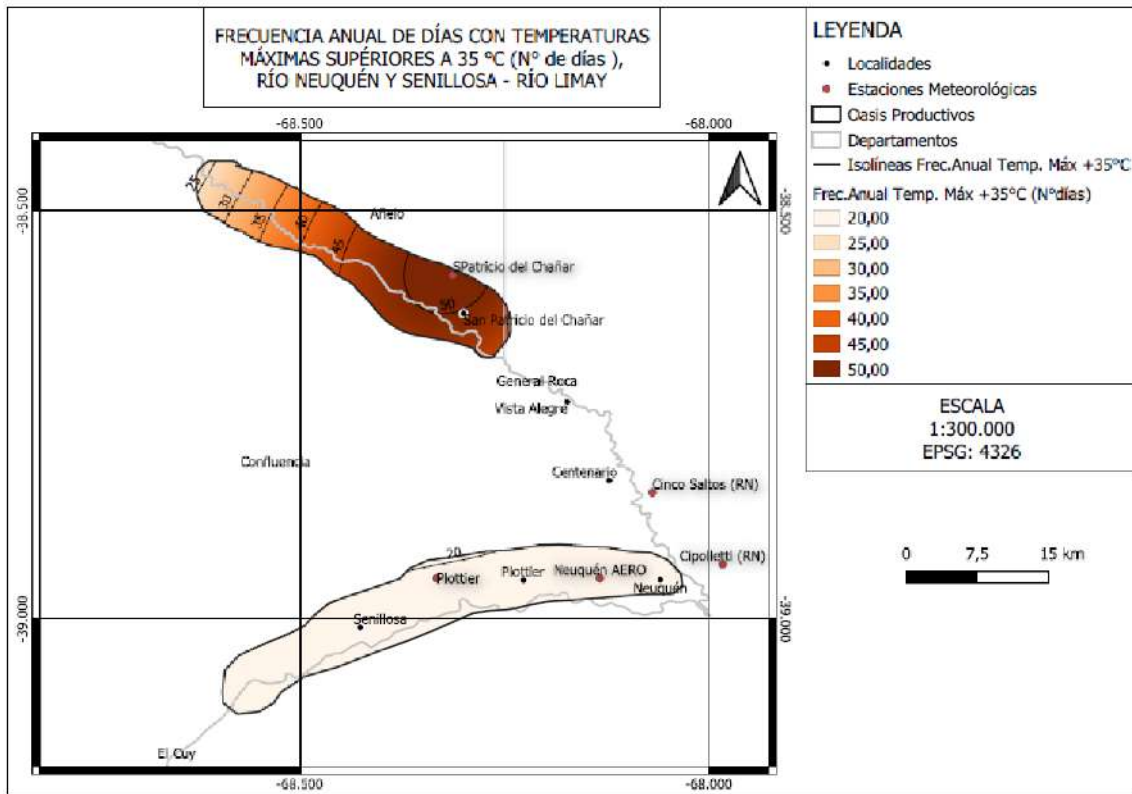 FRECUENCIA ANUAL DE DÍAS CON TEMPERATURAS
MÁXIMAS SUPÉRIORES A 35 °C (N° de días ),
RÍO NEUQUÉN Y SENILLOSA - RÍO LIMAY
-68.500
-68.000
-38.500
-38.500
25
30
35
40
45
50
Añelo
SPatricio del Chañar
San Patricio del Chañar
General Roca
Vista Alegre
Confluencia
Centenario
Cinco Saltos (RN)
20
Cipolletti (RN)
Plottier
Plottier
Neuquén AERO
Neuquén
Senillosa
-39.000
-39.000
El Cuy
-68.500
-68.000
LEYENDA
Localidades
Estaciones Meteorológicas
Oasis Productivos
Departamentos
Isolíneas Frec.Anual Temp. Máx +35°C
Frec.Anual Temp. Máx +35°C (N°días)
20,00
25,00
30,00
35,00
40,00
45,00
50,00
ESCALA
1:300.000
EPSG: 4326
0 7,5 15 km